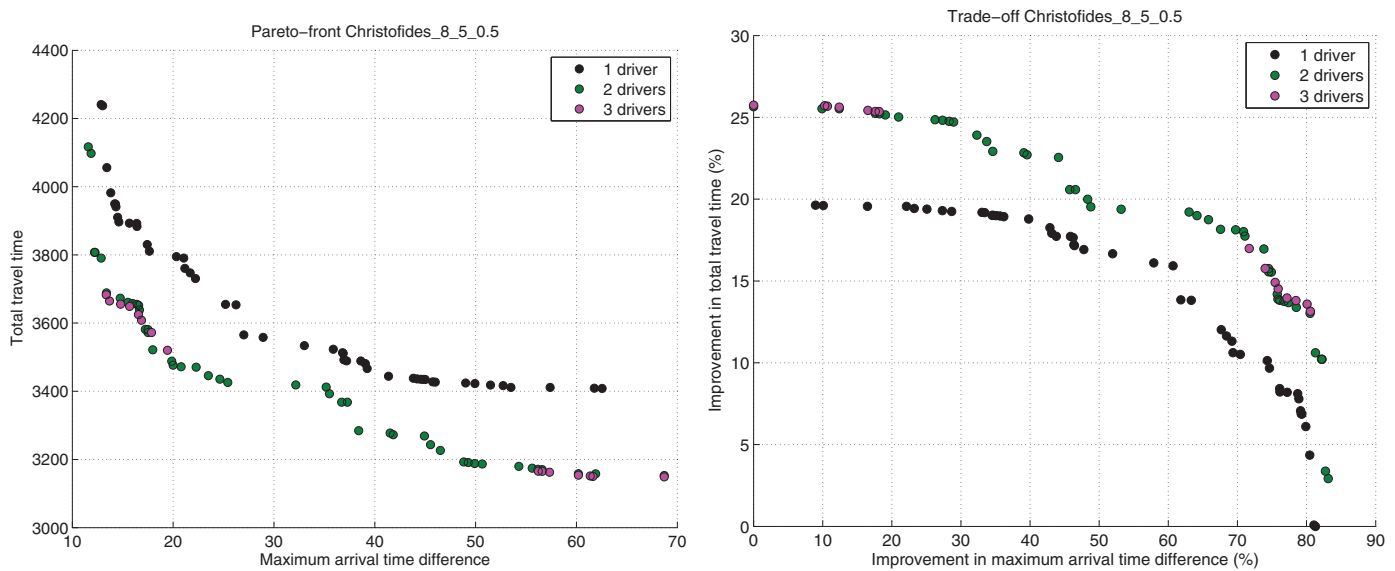 Pareto−front Christofides_8_5_0.5
4400
4200
4000
3800
3600
3400
3200
3000
10 20 30 40 50 60 70
Total travel time
Maximum arrival time difference
1 driver
2 drivers
3 drivers
Trade−off Christofides_8_5_0.5
30
25
20
15
10
5
0
0 10 20 30 40 50 60 70 80 90
Improvement in total travel time (%)
Improvement in maximum arrival time difference (%)
1 driver
2 drivers
3 drivers